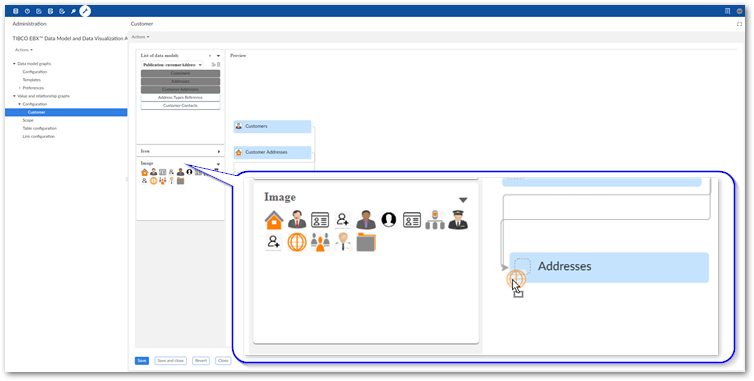 Administration
Customer
TIBCO EBX™ Data Model and Data Visualization A
Actions
Actions
Data model graphs
Configuration
Templates
Preferences
Value and relationship graphs
Configuration
Customer
Scope
Table configuration
Link configuration
List of data models
Publication: customerAddress
Customers
Addresses
Customer Addresses
Address Types Reference
Customer Contacts
Icon
Image
Preview
Customers
Customer Addresses
Image
Addresses
Save
Save and close
Revert
Close